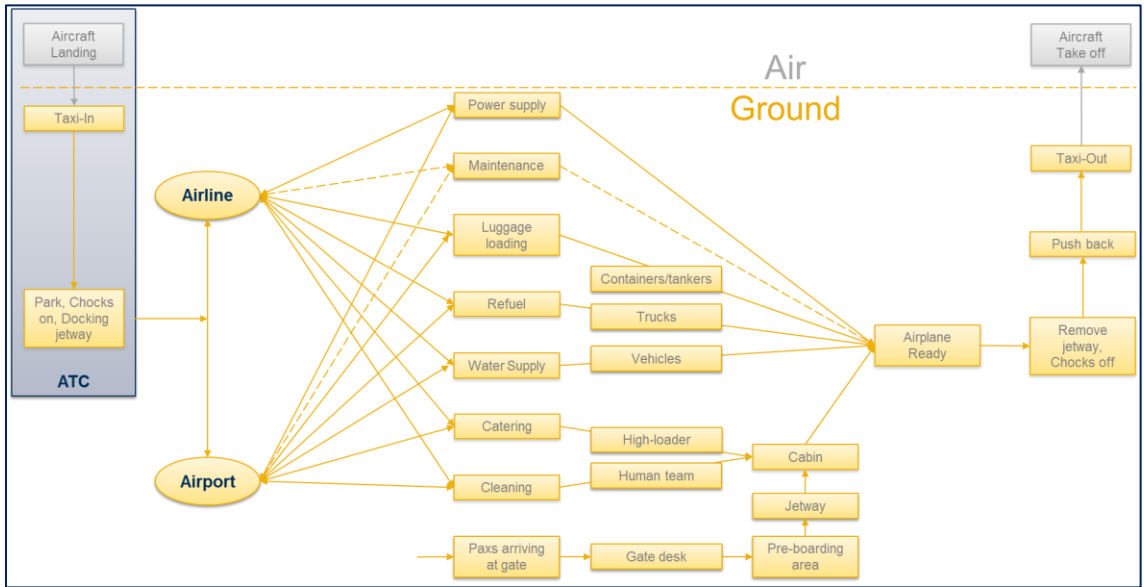 Aircraft
Landing
Aircraft
Take off
Air
Ground
Taxi-In
Power supply
Maintenance
Taxi-Out
Airline
Luggage
loading
Push back
Containers/tankers
Park, Chocks
on, Docking
jetway
Refuel
Trucks
Airplane
Ready
Remove
jetway,
Chocks off
Water Supply
Vehicles
ATC
Catering
High-loader
Cabin
Airport
Cleaning
Human team
Jetway
Paxs arriving
at gate
Gate desk
Pre-boarding
area